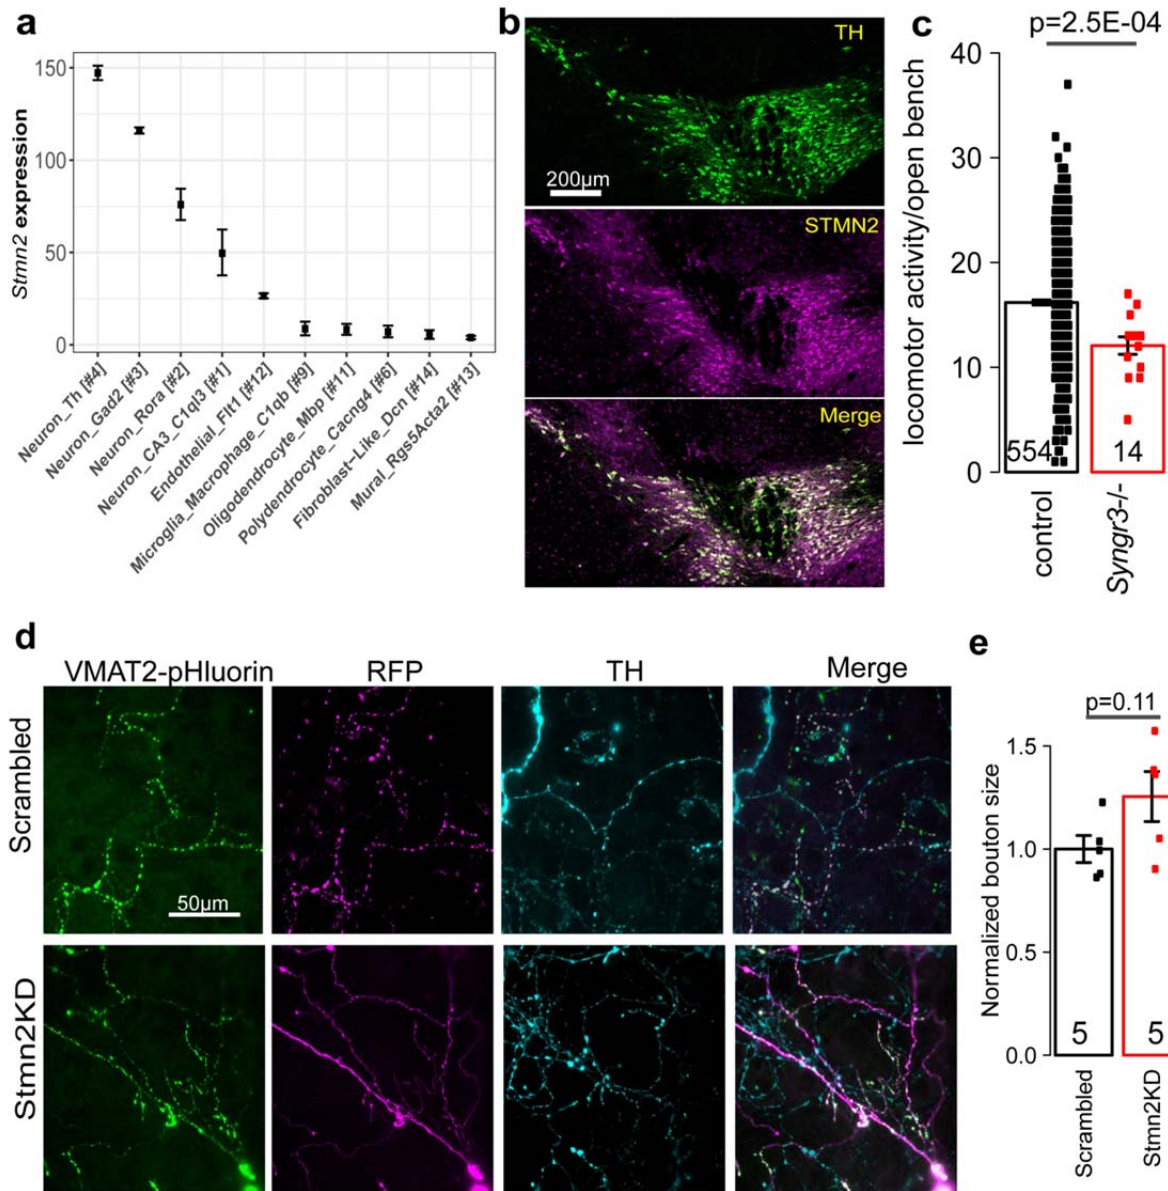 a
Stmn2 expression
150
100
50
0
Neuron_Th [#4]
Neuron_Gad2 [#3]
Neuron_Rora [#2]
Neuron_CA3_C1ql3 [#1]
Endothelial_Flt1 [#12]
Microglia_Macrophage_C1qb [#9]
Oligodendrocyte_Mbp [#11]
Polydendrocyte_Cacng4 [#6]
Fibroblast-Like_Dcn [#14]
Mural_Rgs5Acta2 [#13]
b
TH
200µm
STMN2
Merge
c
p=2.5E-04
locomotor activity/open bench
40
30
20
10
0
554
14
control
Syngr3-/-
d
VMAT2-pHluorin RFP TH Merge
Scrambled
50µm
Stmn2KD
e
p=0.11
Normalized bouton size
1.5
1.0
0.5
0.0
5
5
Scrambled
Stmn2KD